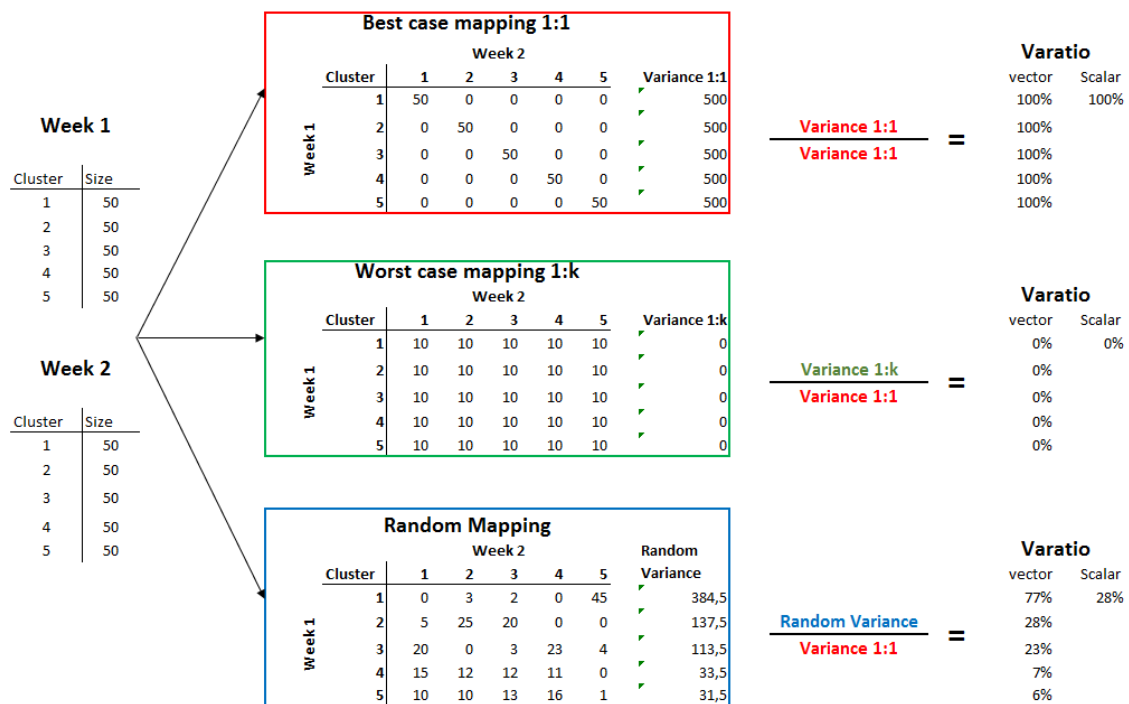 Week 1
Cluster Size
1 50
2 50
3 50
4 50
5 50
Week 2
Cluster Size
1 50
2 50
3 50
4 50
5 50
Best case mapping 1:1
Week 2
Cluster 1 2 3 4 5 Variance 1:1
Week 1
1 50 0 0 0 0 500
2 0 50 0 0 0 500
3 0 0 50 0 0 500
4 0 0 0 50 0 500
5 0 0 0 0 50 500
Variance 1:1
Variance 1:1
=
Varatio
vector Scalar
100% 100%
100%
100%
100%
100%
Worst case mapping 1:k
Week 2
Cluster 1 2 3 4 5 Variance 1:k
Week 1
1 10 10 10 10 10 0
2 10 10 10 10 10 0
3 10 10 10 10 10 0
4 10 10 10 10 10 0
5 10 10 10 10 10 0
Variance 1:k
Variance 1:1
=
Varatio
vector Scalar
0% 0%
0%
0%
0%
0%
Random Mapping
Week 2
Random
Cluster 1 2 3 4 5 Variance
Week 1
1 0 3 2 0 45 384,5
2 5 25 20 0 0 137,5
3 20 0 3 23 4 113,5
4 15 12 12 11 0 33,5
5 10 10 13 16 1 31,5
Random Variance
Variance 1:1
=
Varatio
vector Scalar
77% 28%
28%
23%
7%
6%